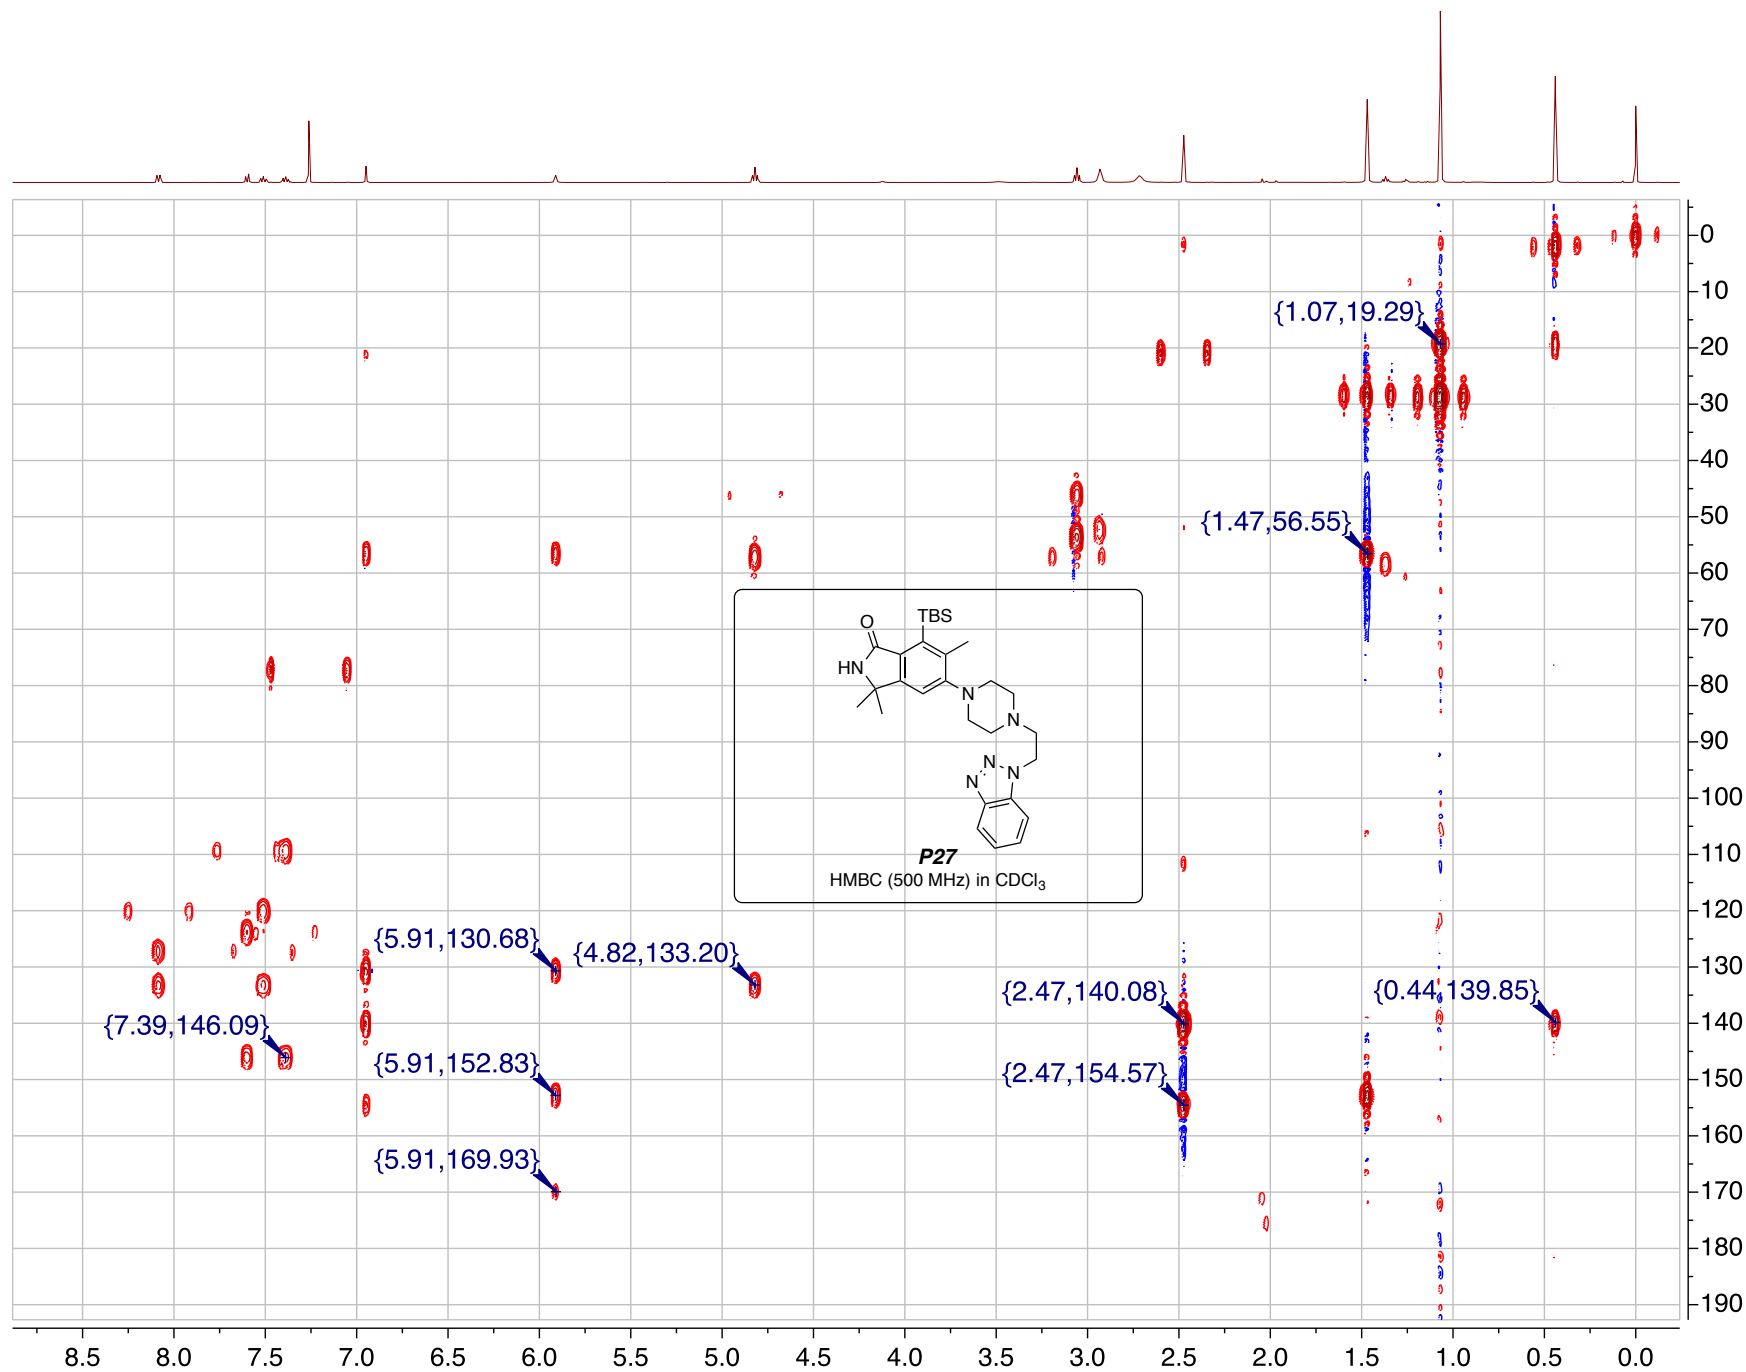 0
10
{1.07,19.29}
20
30
40
50
{1.47,56.55}
60
TBS
O
HN
70
80
N
N
90
N
N
N
100
P27
110
HMBC (500 MHz) in CDCl3
120
{5.91,130.68}
{4.82,133.20}
130
{2.47,140.08}
{0.44,139.85}
140
{7.39,146.09}
{5.91,152.83}
150
{2.47,154.57}
160
{5.91,169.93}
170
180
190
8.5 8.0 7.5 7.0 6.5 6.0 5.5 5.0 4.5 4.0 3.5 3.0 2.5 2.0 1.5 1.0 0.5 0.0